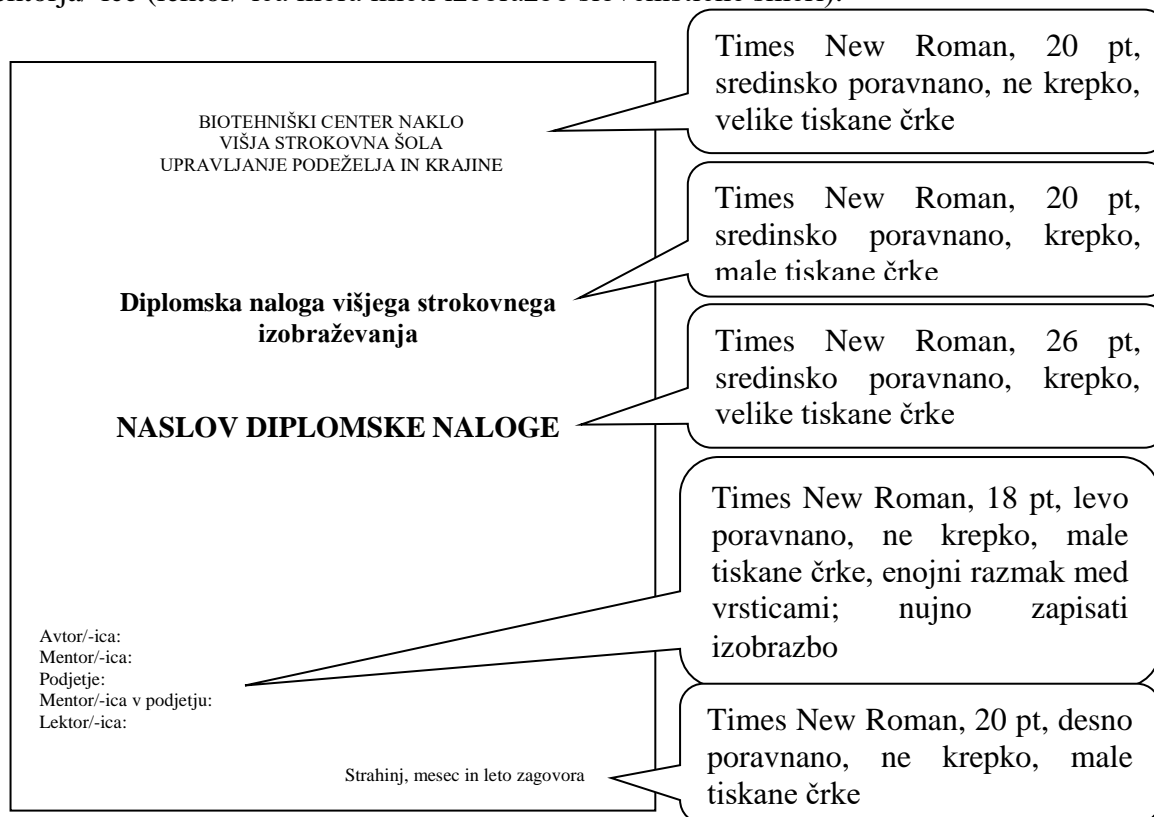 Times New Roman, 20 pt,
sredinsko poravnano, ne krepko,
velike tiskane črke
BIOTEHNIŠKI CENTER NAKLO
VIŠJA STROKOVNA ŠOLA
UPRAVLJANJE PODEŽELJA IN KRAJINE
Times New Roman, 20 pt,
sredinsko poravnano, krepko,
male tiskane črke
Diplomska naloga višjega strokovnega
izobraževanja
Times New Roman, 26 pt,
sredinsko poravnano, krepko,
velike tiskane črke
NASLOV DIPLOMSKE NALOGE
Times New Roman, 18 pt, levo
poravnano, ne krepko, male
tiskane črke, enojni razmak med
vrsticami; nujno zapisati
izobrazbo
Avtor/-ica:
Mentor/-ica:
Podjetje:
Mentor/-ica v podjetju:
Lektor/-ica:
Times New Roman, 20 pt, desno
poravnano, ne krepko, male
tiskane črke
Strahinj, mesec in leto zagovora